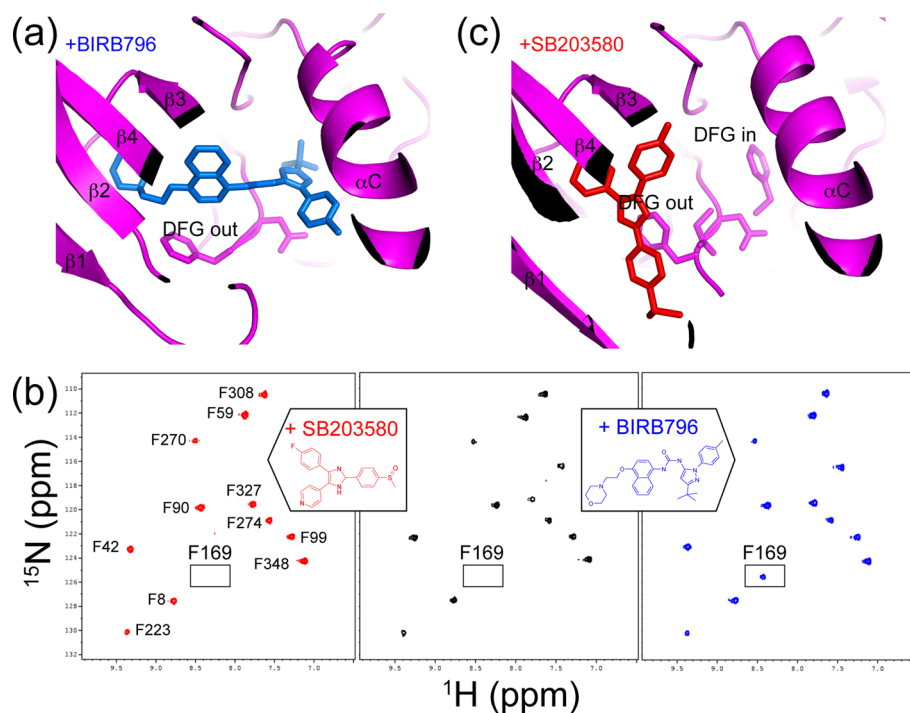 (a)
+BIRB796
β3
β4
β2
DFG out
αC
β1
(c)
+SB203580
β3
DFG in
β4
β2
DFG out
αC
β1
(b)
15N (ppm)
110
112
114
116
118
120
122
124
126
128
130
132
F308
F59
F270
F90
F327
F274
F99
F42
F169
F348
F8
F223
9.5 9.0 8.5 8.0 7.5 7.0
+ SB203580
F
N
NH
N
S
O
F169
9.5 9.0 8.5 8.0 7.5 7.0
+ BIRB796
O
N
O
N
N
N
N
O
F169
9.5 9.0 8.5 8.0 7.5 7.0
1H (ppm)